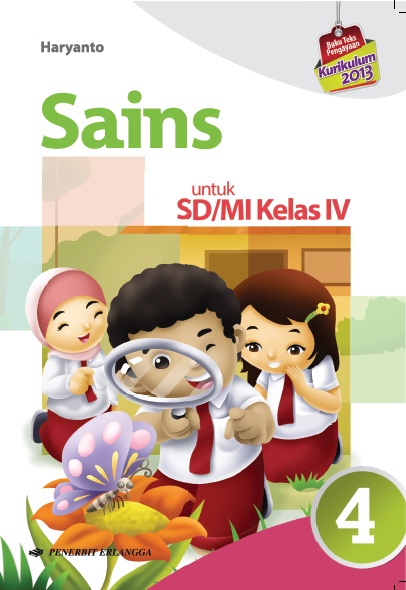 Haryanto
Buku Teks
Pengayaan
Kurikulum
2013
Sains
untuk
SD/MI Kelas IV
4
PENERBIT ERLANGGA